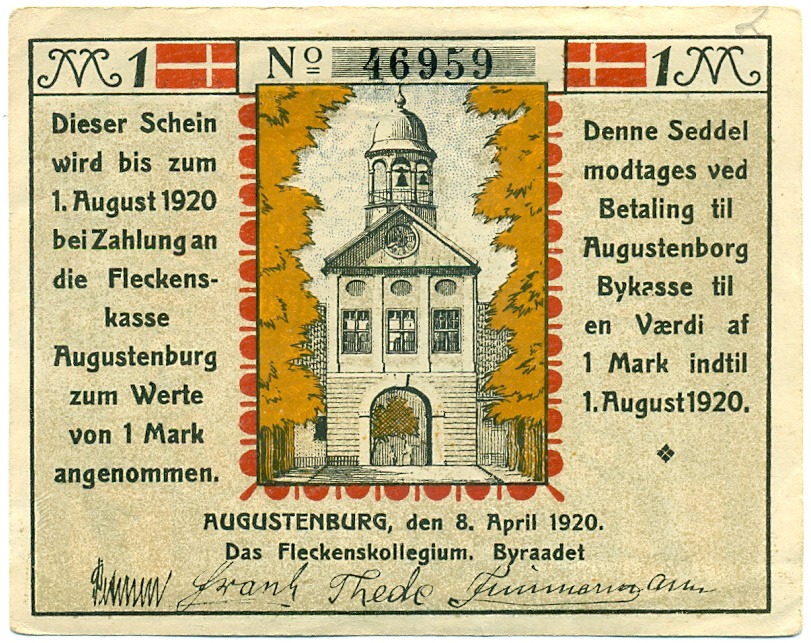 M 1
Nº 46959
1 M
Dieser Schein
wird bis zum
1. August 1920
bei Zahlung an
die Fleckens-
kasse
Augustenburg
zum Werte
von 1 Mark
angenommen.
Denne Seddel
modtages ved
Betaling til
Augustenborg
Bykasse til
en Værdi af
1 Mark indtil
1. August 1920.
AUGUSTENBURG, den 8. April 1920.
Das Fleckenskollegium. Byraadet
Frank Thede